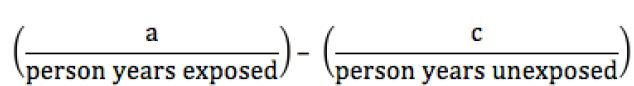 (a / person years exposed) – (c / person years unexposed)